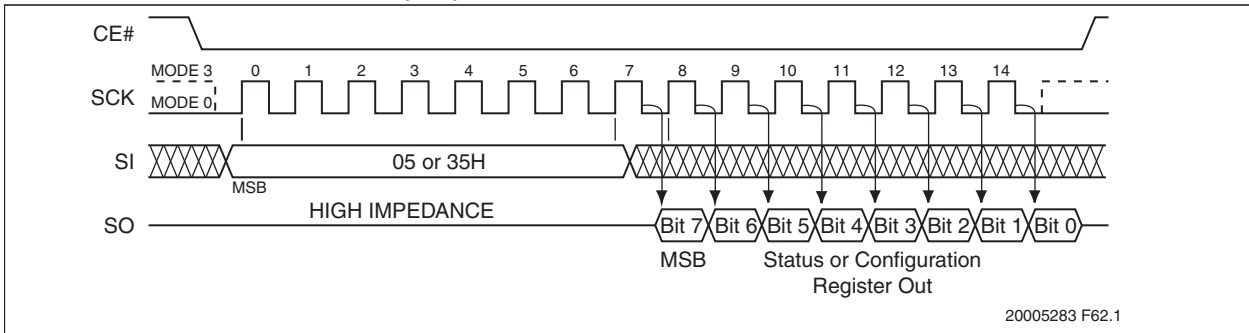 CE#
MODE 3 0 1 2 3 4 5 6 7 8 9 10 11 12 13 14
SCK
MODE 0
SI 05 or 35H
MSB
HIGH IMPEDANCE
SO Bit 7 Bit 6 Bit 5 Bit 4 Bit 3 Bit 2 Bit 1 Bit 0
MSB Status or Configuration
Register Out
20005283 F62.1